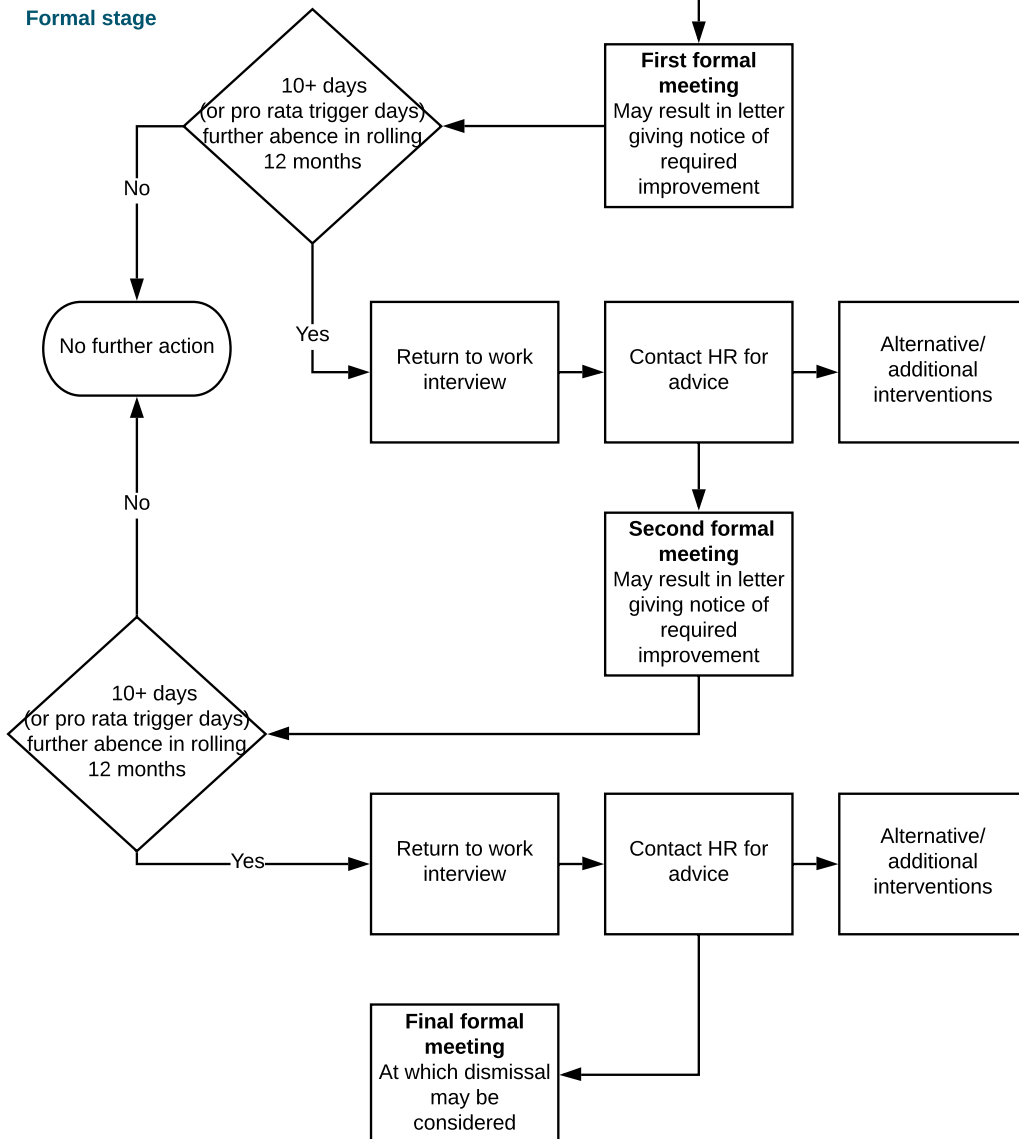 Formal stage
First formal
meeting
May result in letter
giving notice of
required
improvement
10+ days
(or pro rata trigger days)
further abence in rolling
12 months
No
Yes
No further action
Return to work
interview
Contact HR for
advice
Alternative/
additional
interventions
No
Second formal
meeting
May result in letter
giving notice of
required
improvement
10+ days
(or pro rata trigger days)
further abence in rolling
12 months
Yes
Return to work
interview
Contact HR for
advice
Alternative/
additional
interventions
Final formal
meeting
At which dismissal
may be
considered